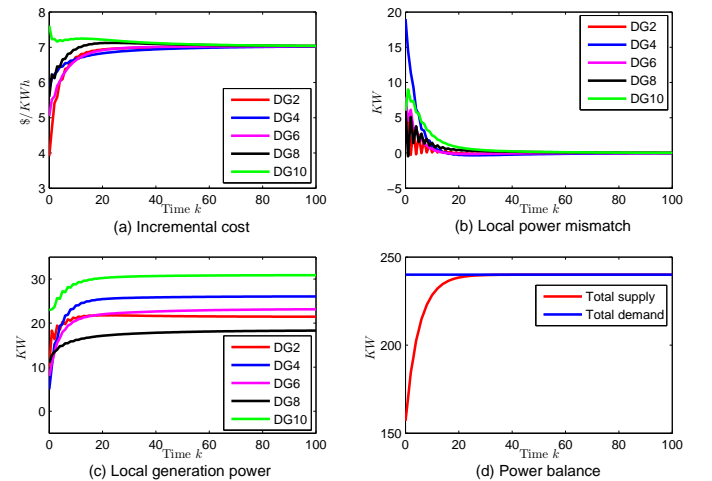 8
7
6
5
4
3
0 20 40 60 80 100
$/KWh
Time k
DG2
DG4
DG6
DG8
DG10
(a) Incremental cost
20
15
10
5
0
−5
0 20 40 60 80 100
KW
Time k
DG2
DG4
DG6
DG8
DG10
(b) Local power mismatch
30
20
10
0
0 20 40 60 80 100
KW
Time k
DG2
DG4
DG6
DG8
DG10
(c) Local generation power
250
200
150
0 20 40 60 80 100
KW
Time k
Total supply
Total demand
(d) Power balance